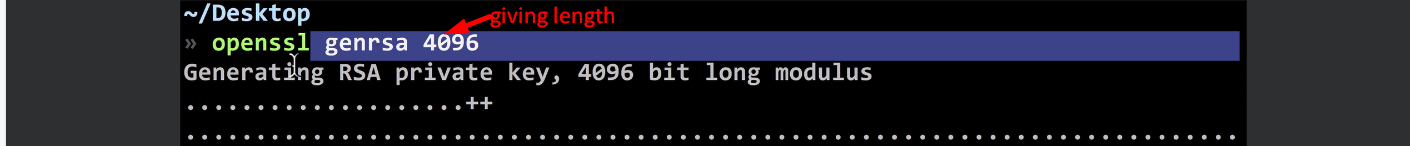 ~/Desktop
giving length
» openssl genrsa 4096
Generating RSA private key, 4096 bit long modulus
....................++
...........................................................................